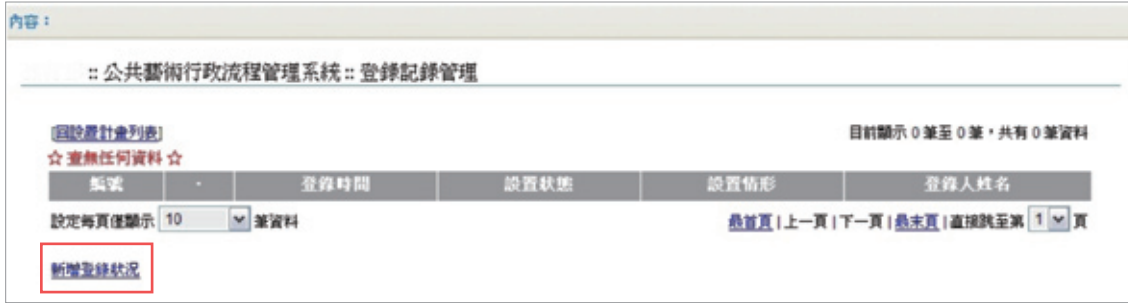 內容：
:: 公共藝術行政流程管理系統 :: 登錄記錄管理
[回設置計畫列表] 目前顯示 0 筆至 0 筆，共有 0 筆資料
☆ 查無任何資料 ☆
編號 - 登錄時間 設置狀態 設置情形 登錄人姓名
設定每頁僅顯示 10 筆資料 最首頁 | 上一頁 | 下一頁 | 最末頁 | 直接跳至第 1 頁
新增登錄狀況